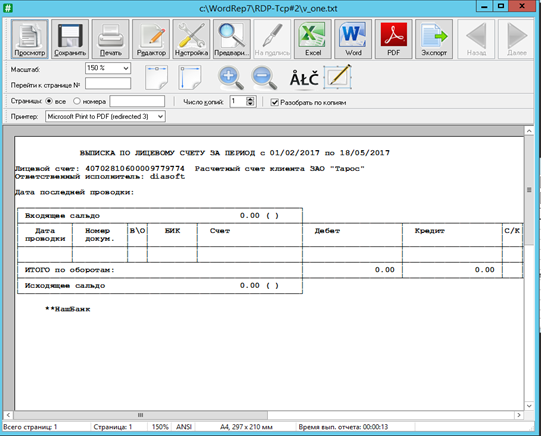 c:\WordRep7\RDP-Tcp#2\v_one.txt
Просмотр Сохранить Печать Редактор Настройка Предвари... На подпись Excel Word PDF Экспорт Назад Далее
Масштаб: 150 %
Перейти к странице №
ÅŁČ
Страницы: все номера Число копий: 1 Разобрать по копиям
Принтер: Microsoft Print to PDF (redirected 3)
ВЫПИСКА ПО ЛИЦЕВОМУ СЧЕТУ ЗА ПЕРИОД с 01/02/2017 по 18/05/2017
Лицевой счет: 40702810600009779774 Расчетный счет клиента ЗАО "Тарос"
Ответственный исполнитель: diasoft
Дата последней проводки:
Входящее сальдо 0.00 ( )
Дата Номер В\О БИК Счет Дебет Кредит С/К
проводки докум.
ИТОГО по оборотам: 0.00 0.00
Исходящее сальдо 0.00 ( )
**НашБанк
Всего страниц: 1 Страница: 1 150% ANSI A4, 297 x 210 мм Время вып. отчета: 00:00:13